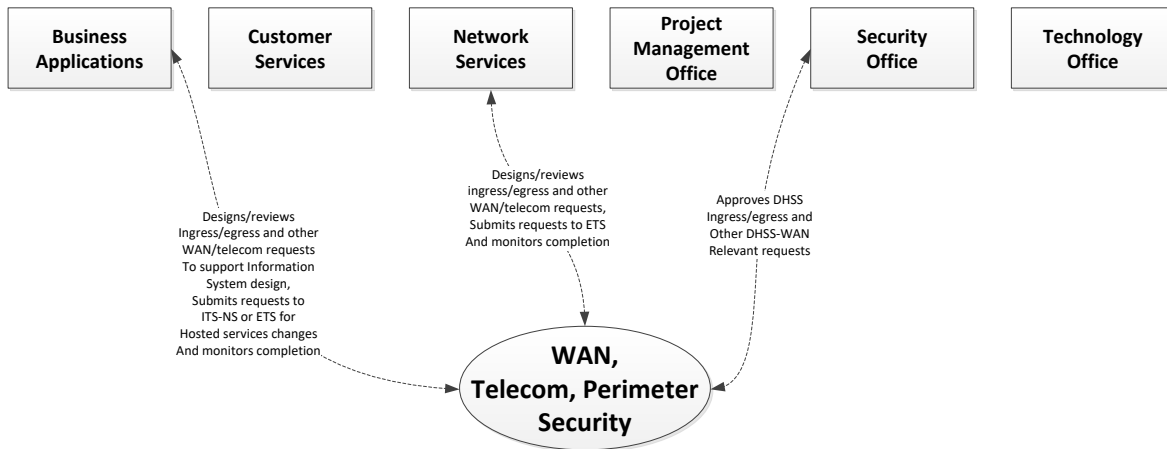 Business
Applications
Customer
Services
Network
Services
Project
Management
Office
Security
Office
Technology
Office
Designs/reviews
Ingress/egress and other
WAN/telecom requests
To support Information
System design,
Submits requests to
ITS-NS or ETS for
Hosted services changes
And monitors completion
Designs/reviews
ingress/egress and other
WAN/telecom requests,
Submits requests to ETS
And monitors completion
Approves DHSS
Ingress/egress and
Other DHSS-WAN
Relevant requests
WAN,
Telecom, Perimeter
Security